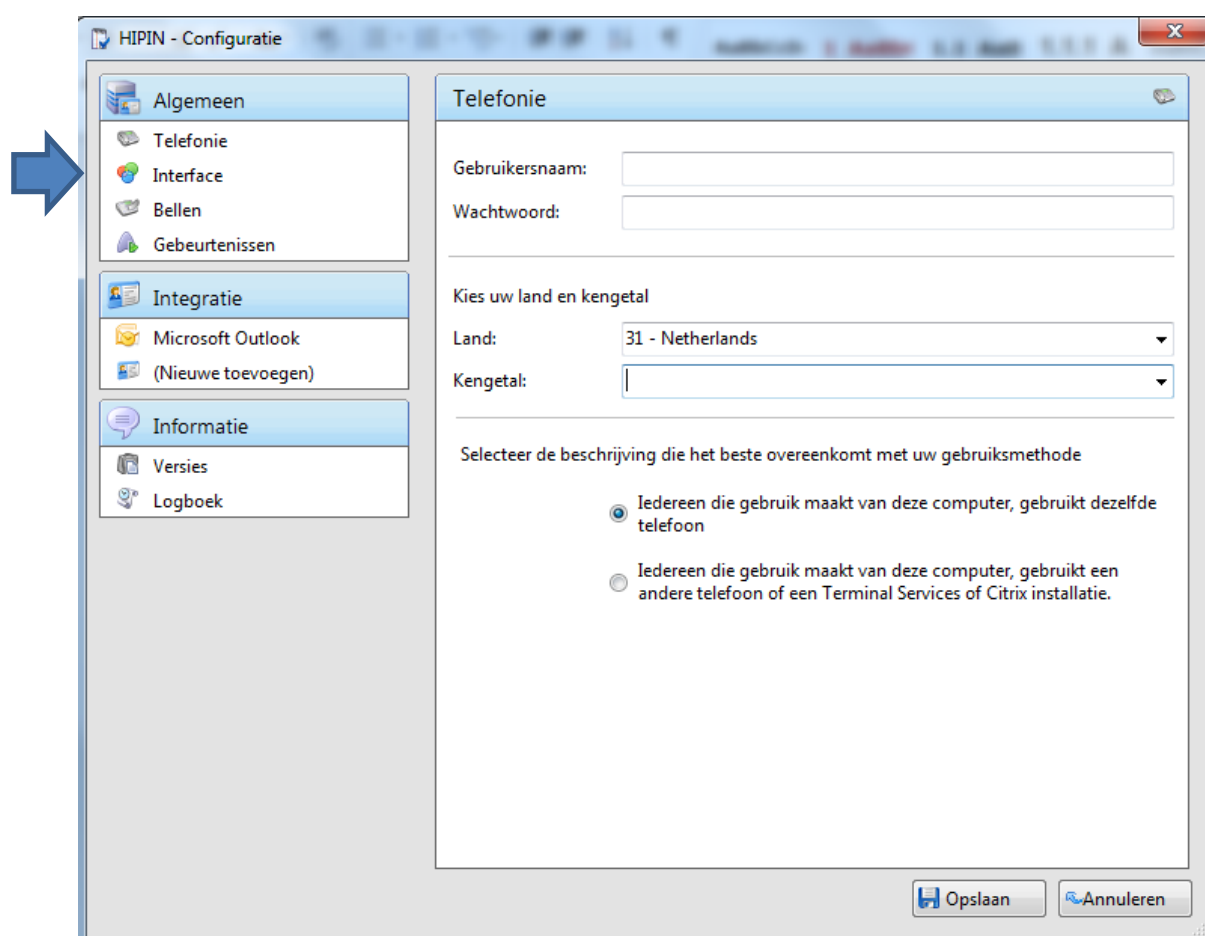 HIPIN - Configuratie
Algemeen
Telefonie
Interface
Bellen
Gebeurtenissen
Integratie
Microsoft Outlook
(Nieuwe toevoegen)
Informatie
Versies
Logboek
Telefonie
Gebruikersnaam:
Wachtwoord:
Kies uw land en kengetal
Land:
31 - Netherlands
Kengetal:
Selecteer de beschrijving die het beste overeenkomt met uw gebruiksmethode
Iedereen die gebruik maakt van deze computer, gebruikt dezelfde
telefoon
Iedereen die gebruik maakt van deze computer, gebruikt een
andere telefoon of een Terminal Services of Citrix installatie.
Opslaan
Annuleren